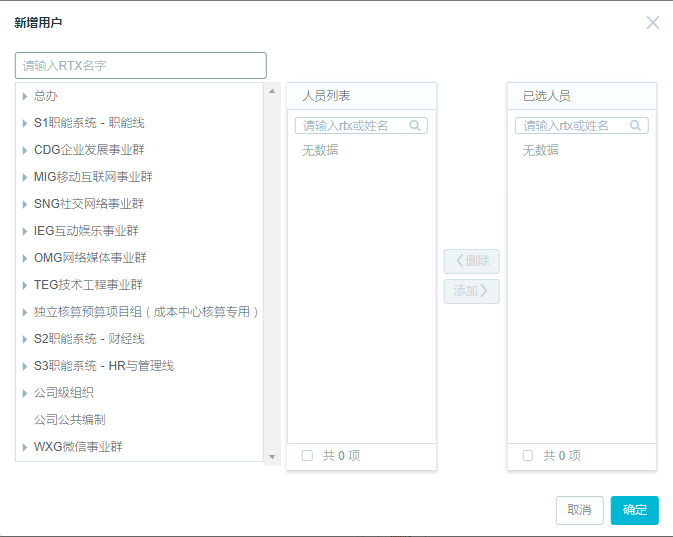 新增用户
请输入RTX名字
总办
S1职能系统 - 职能线
CDG企业发展事业群
MIG移动互联网事业群
SNG社交网络事业群
IEG互动娱乐事业群
OMG网络媒体事业群
TEG技术工程事业群
独立核算预算项目组（成本中心核算专用）
S2职能系统 - 财经线
S3职能系统 - HR与管理线
公司级组织
公司公共编制
WXG微信事业群
人员列表
请输入rtx或姓名
无数据
共 0 项
删除
添加
已选人员
请输入rtx或姓名
无数据
共 0 项
取消
确定